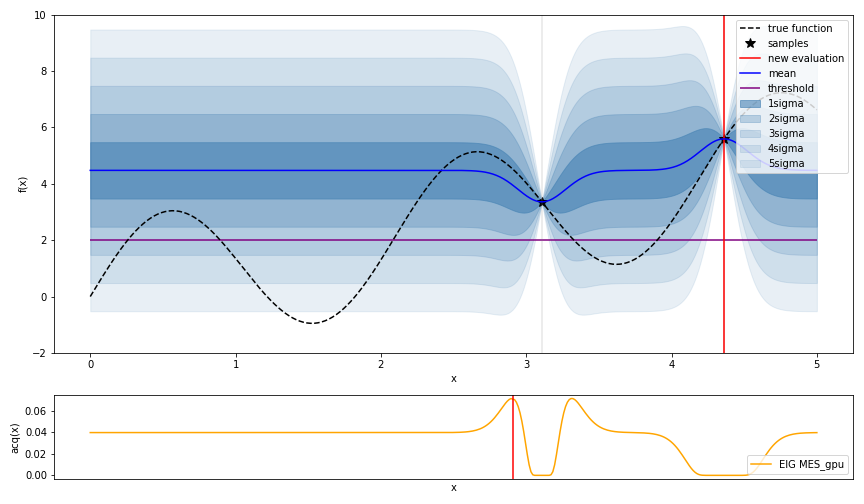 10
8
6
4
2
0
−2
f(x)
true function
samples
new evaluation
mean
threshold
1sigma
2sigma
3sigma
4sigma
5sigma
0 1 2 3 4 5
x
0.06
0.04
0.02
0.00
acq(x)
EIG MES_gpu
x